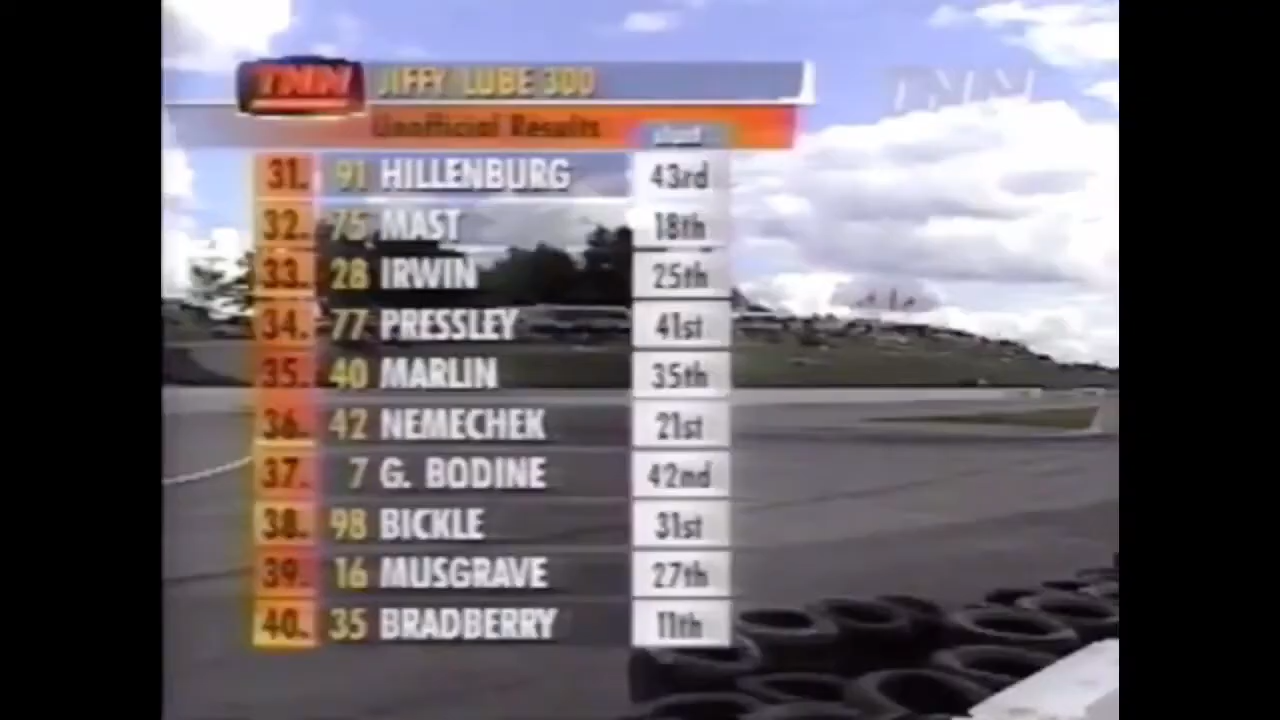 TNN JIFFY LUBE 300
TNN
Unofficial Results start
31. 91 HILLENBURG 43rd
32. 75 MAST 18th
33. 28 IRWIN 25th
34. 77 PRESSLEY 41st
35. 40 MARLIN 35th
36. 42 NEMECHEK 21st
37. 7 G. BODINE 42nd
38. 98 BICKLE 31st
39. 16 MUSGRAVE 27th
40. 35 BRADBERRY 11th